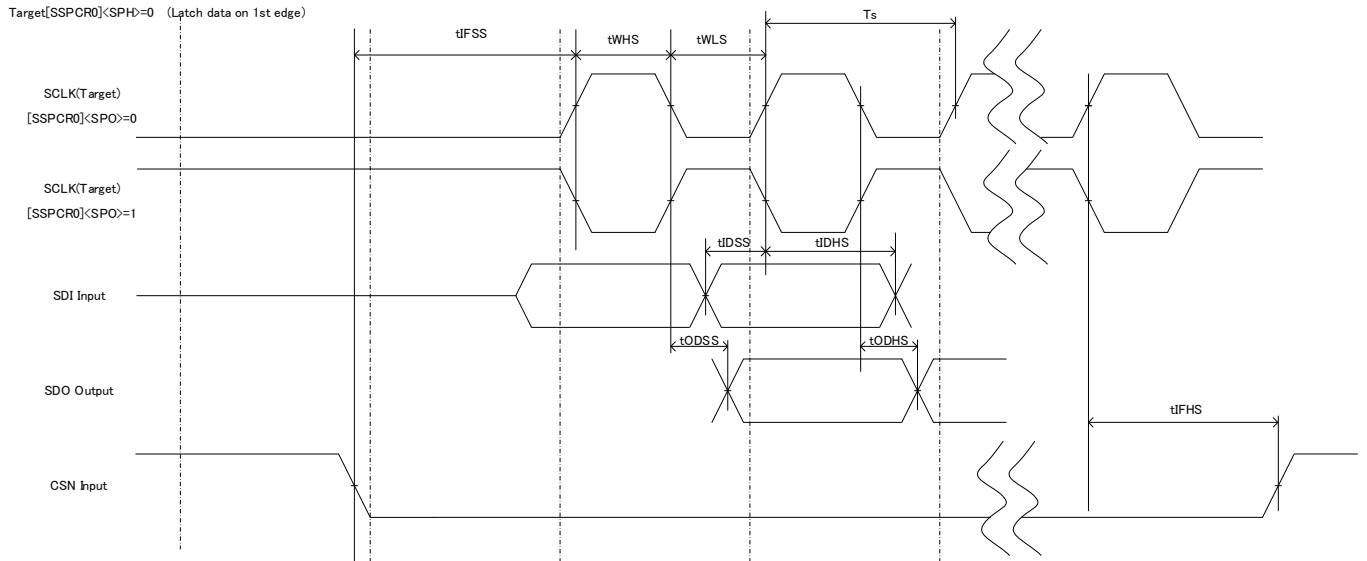 Target[SSPCR0]<SPH>=0 (Latch data on 1st edge)
Ts
tIFSS
tWHS
tWLS
SCLK(Target)
[SSPCR0]<SPO>=0
SCLK(Target)
[SSPCR0]<SPO>=1
tIDSS
tIDHS
SDI Input
tODSS
tODHS
SDO Output
tIFHS
CSN Input